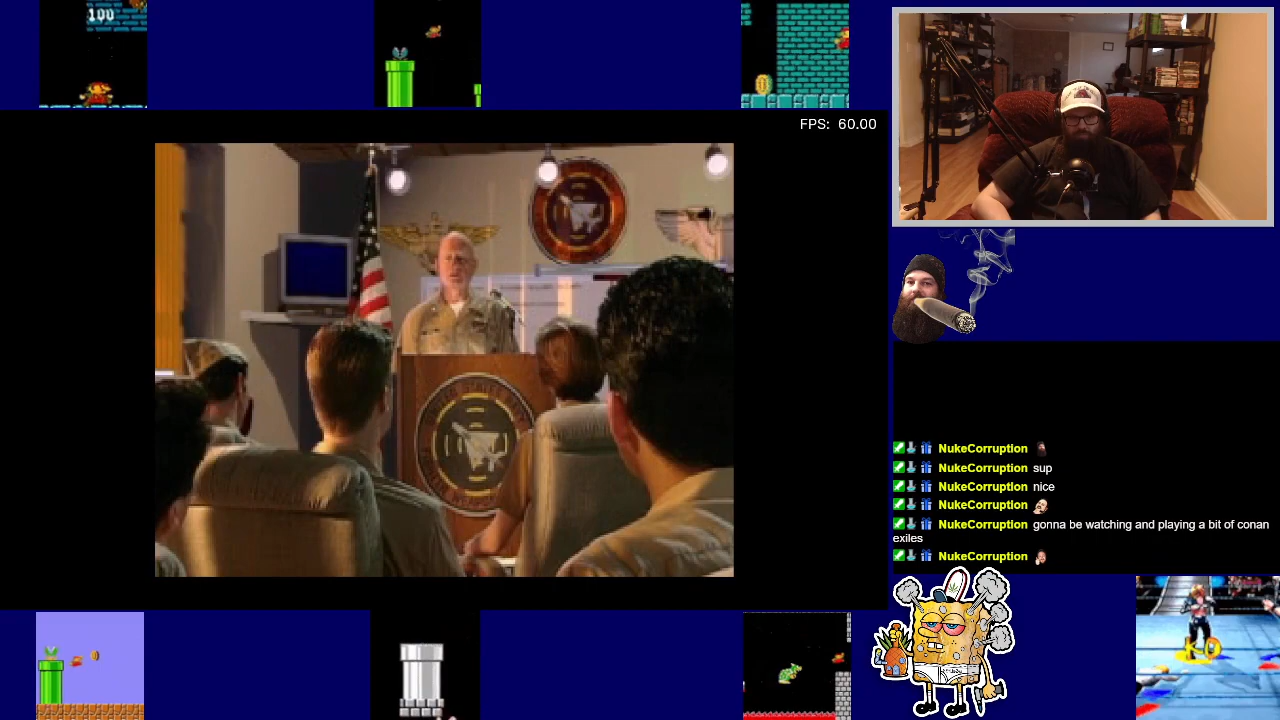 100
FPS: 60.00
NukeCorruption
NukeCorruption sup
NukeCorruption nice
NukeCorruption
NukeCorruption gonna be watching and playing a bit of conan
exiles
NukeCorruption
KO